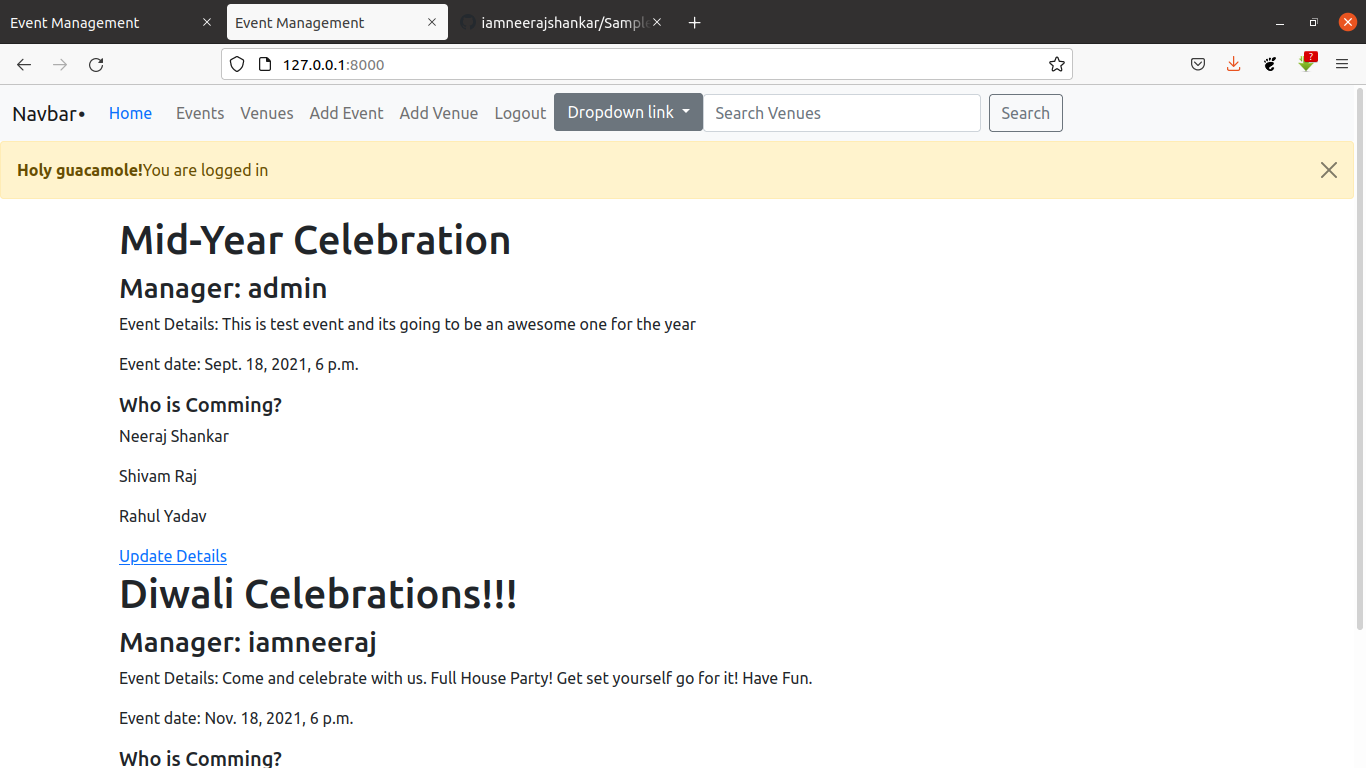 Event Management
Event Management
iamneerajshankar/Sampl
127.0.0.1:8000
?
Navbar• Home Events Venues Add Event Add Venue Logout Dropdown link Search Venues Search
Holy guacamole!You are logged in
Mid-Year Celebration
Manager: admin
Event Details: This is test event and its going to be an awesome one for the year
Event date: Sept. 18, 2021, 6 p.m.
Who is Comming?
Neeraj Shankar
Shivam Raj
Rahul Yadav
Update Details
Diwali Celebrations!!!
Manager: iamneeraj
Event Details: Come and celebrate with us. Full House Party! Get set yourself go for it! Have Fun.
Event date: Nov. 18, 2021, 6 p.m.
Who is Comming?